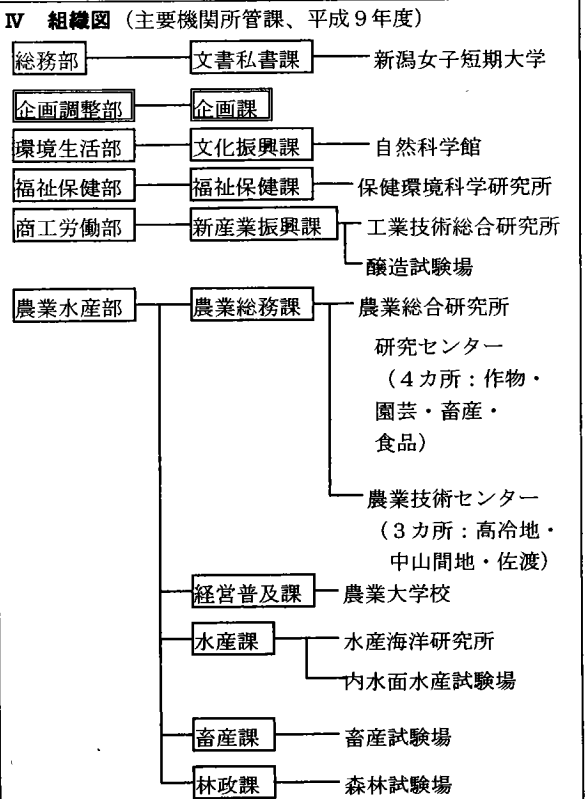 Ⅳ 組織図（主要機関所管課、平成９年度）
総務部 文書私書課 新潟女子短期大学
企画調整部 企画課
環境生活部 文化振興課 自然科学館
福祉保健部 福祉保健課 保健環境科学研究所
商工労働部 新産業振興課 工業技術総合研究所
醸造試験場
農業水産部 農業総務課 農業総合研究所
研究センター
（４カ所：作物・
園芸・畜産・
食品）
農業技術センター
（３カ所：高冷地・
中山間地・佐渡）
経営普及課 農業大学校
水産課 水産海洋研究所
内水面水産試験場
畜産課 畜産試験場
林政課 森林試験場